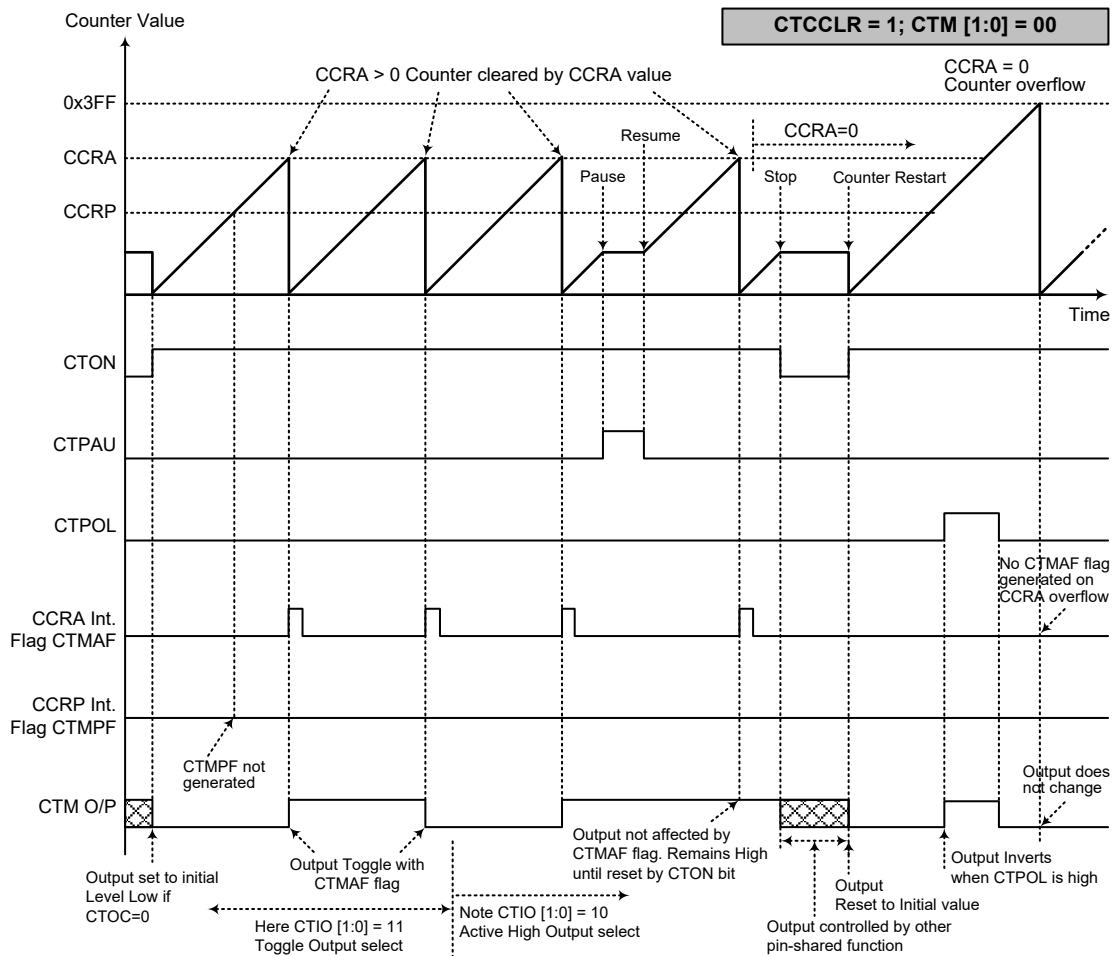 Counter Value
CTCCLR = 1; CTM [1:0] = 00
CCRA > 0 Counter cleared by CCRA value
CCRA = 0
Counter overflow
0x3FF
CCRA=0
Resume
CCRA
Pause
Stop
Counter Restart
CCRP
Time
CTON
CTPAU
CTPOL
No CTMAF flag
generated on
CCRA overflow
CCRA Int.
Flag CTMAF
CCRP Int.
Flag CTMPF
CTMPF not
generated
Output does
not change
CTM O/P
Output set to initial
Level Low if
CTOC=0
Output Toggle with
CTMAF flag
Output not affected by
CTMAF flag. Remains High
until reset by CTON bit
Output Inverts
when CTPOL is high
Output
Reset to Initial value
Here CTIO [1:0] = 11
Toggle Output select
Note CTIO [1:0] = 10
Active High Output select
Output controlled by other
pin-shared function